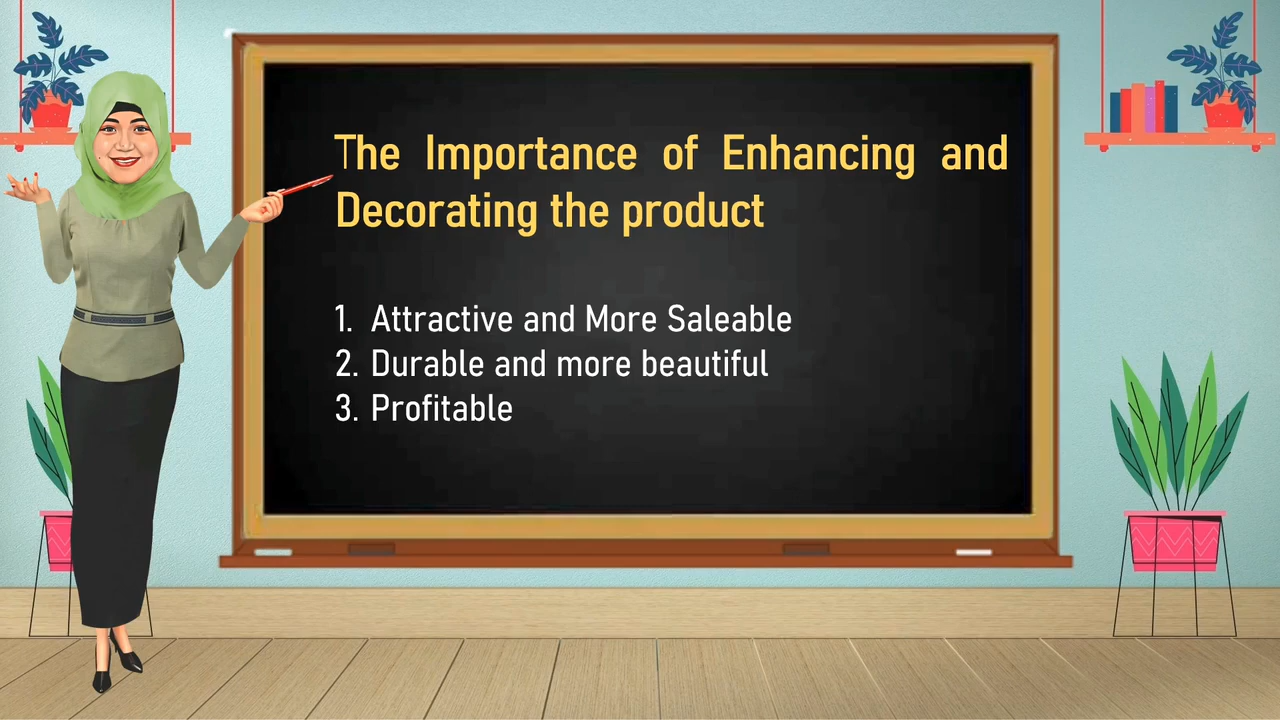 The Importance of Enhancing and
Decorating the product
1. Attractive and More Saleable
2. Durable and more beautiful
3. Profitable